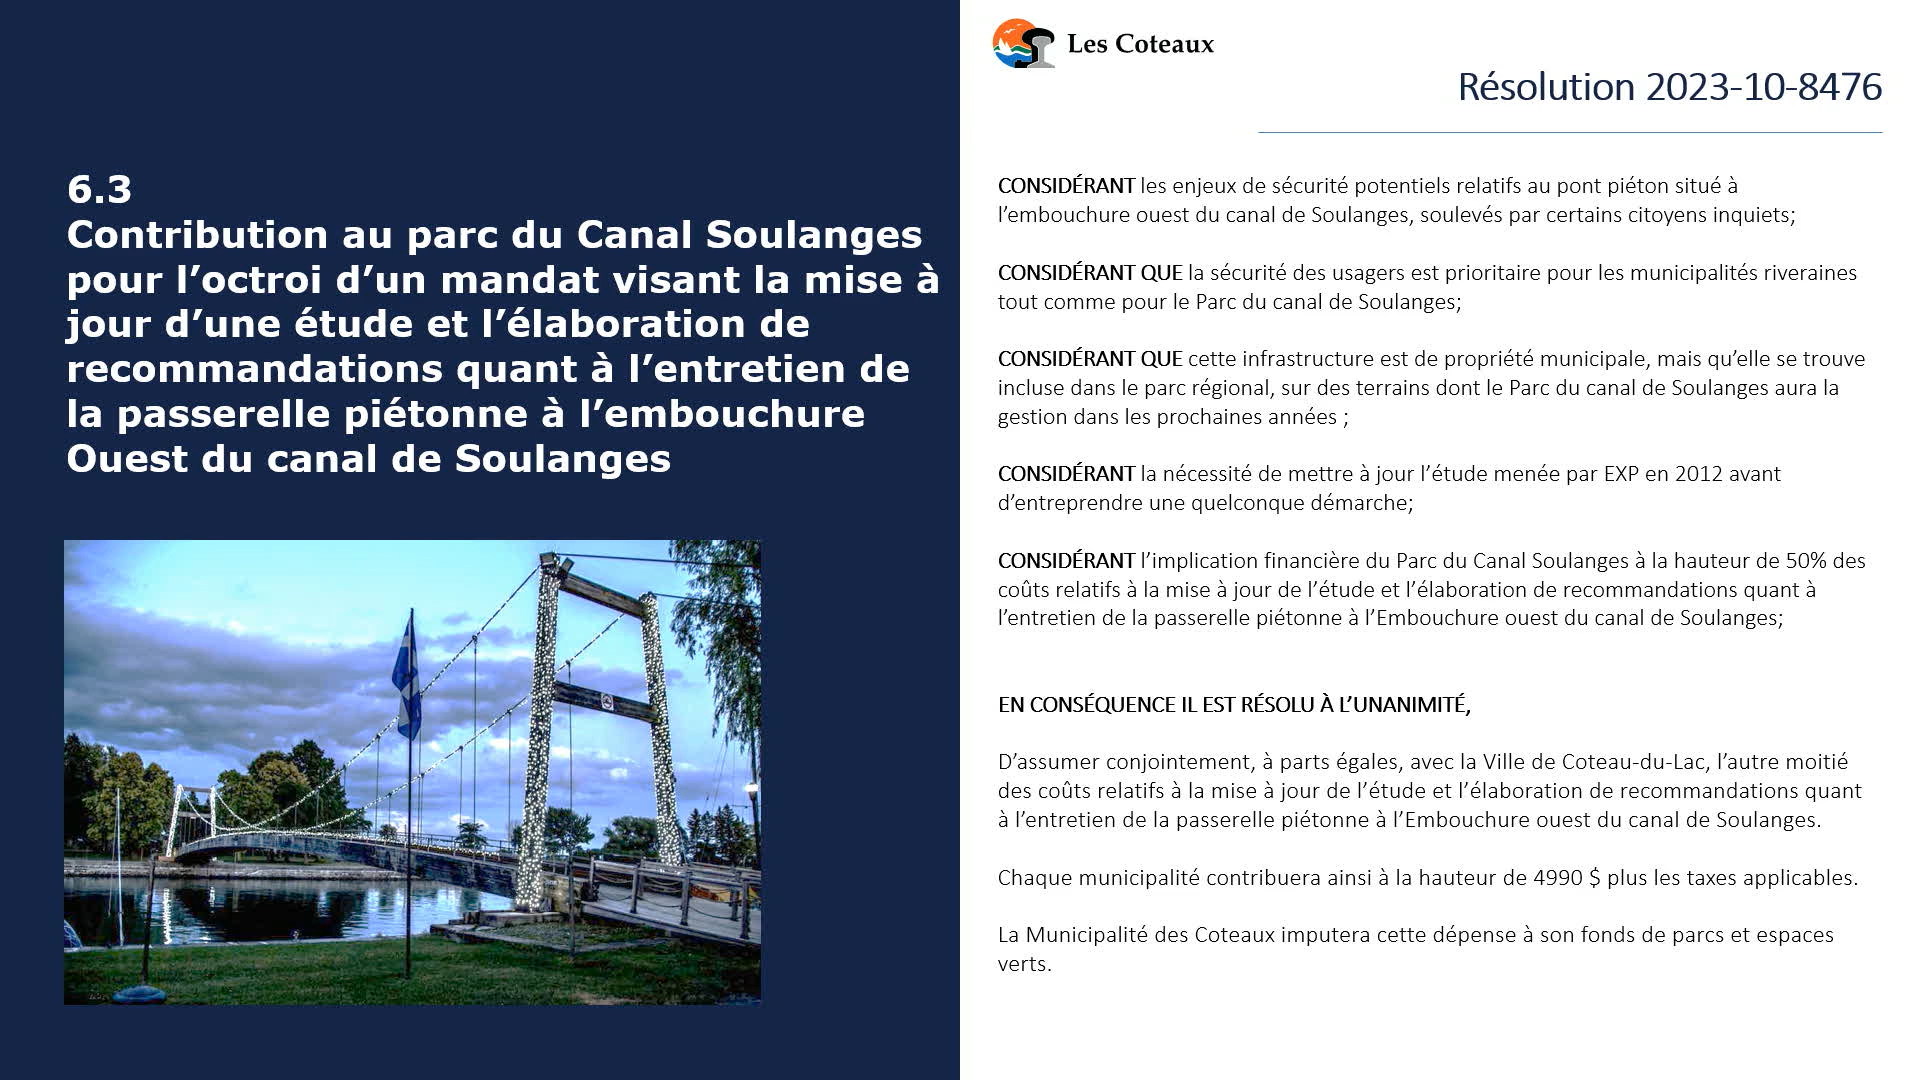 6.3
Contribution au parc du Canal Soulanges
pour l’octroi d’un mandat visant la mise à
jour d’une étude et l’élaboration de
recommandations quant à l’entretien de
la passerelle piétonne à l’embouchure
Ouest du canal de Soulanges
Les Coteaux
Résolution 2023-10-8476
CONSIDÉRANT les enjeux de sécurité potentiels relatifs au pont piéton situé à
l’embouchure ouest du canal de Soulanges, soulevés par certains citoyens inquiets;
CONSIDÉRANT QUE la sécurité des usagers est prioritaire pour les municipalités riveraines
tout comme pour le Parc du canal de Soulanges;
CONSIDÉRANT QUE cette infrastructure est de propriété municipale, mais qu’elle se trouve
incluse dans le parc régional, sur des terrains dont le Parc du canal de Soulanges aura la
gestion dans les prochaines années ;
CONSIDÉRANT la nécessité de mettre à jour l’étude menée par EXP en 2012 avant
d’entreprendre une quelconque démarche;
CONSIDÉRANT l’implication financière du Parc du Canal Soulanges à la hauteur de 50% des
coûts relatifs à la mise à jour de l’étude et l’élaboration de recommandations quant à
l’entretien de la passerelle piétonne à l’Embouchure ouest du canal de Soulanges;
EN CONSÉQUENCE IL EST RÉSOLU À L’UNANIMITÉ,
D’assumer conjointement, à parts égales, avec la Ville de Coteau-du-Lac, l’autre moitié
des coûts relatifs à la mise à jour de l’étude et l’élaboration de recommandations quant
à l’entretien de la passerelle piétonne à l’Embouchure ouest du canal de Soulanges.
Chaque municipalité contribuera ainsi à la hauteur de 4990 $ plus les taxes applicables.
La Municipalité des Coteaux imputera cette dépense à son fonds de parcs et espaces
verts.